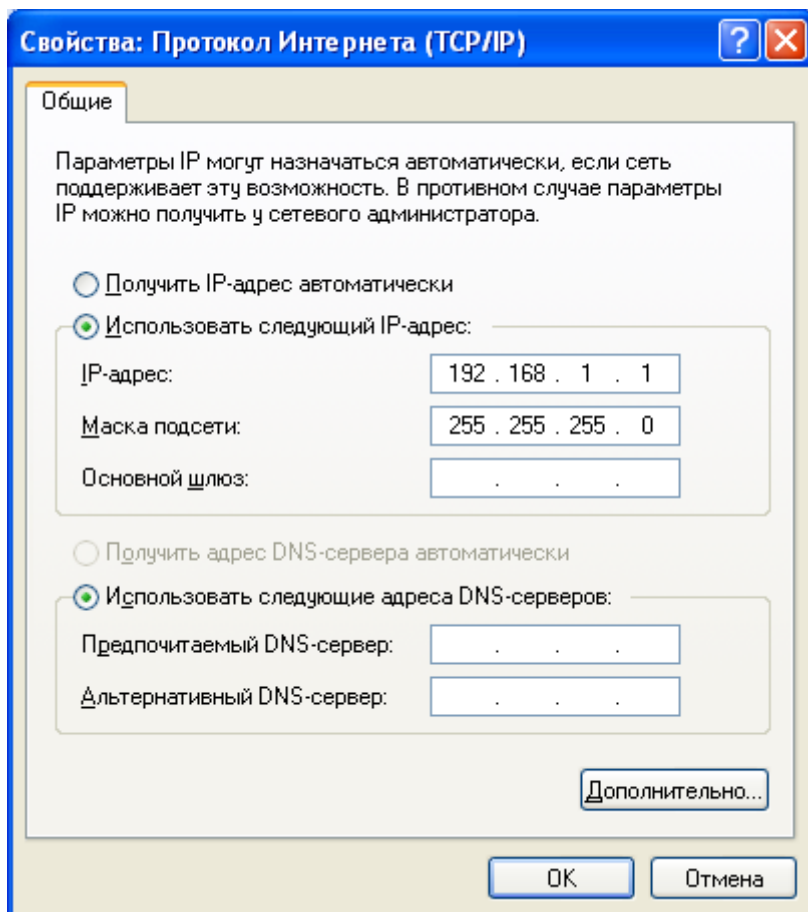 Свойства: Протокол Интернета (TCP/IP)
Общие
Параметры IP могут назначаться автоматически, если сеть
поддерживает эту возможность. В противном случае параметры
IP можно получить у сетевого администратора.
Получить IP-адрес автоматически
Использовать следующий IP-адрес:
IP-адрес: 192 . 168 . 1 . 1
Маска подсети: 255 . 255 . 255 . 0
Основной шлюз: . . .
Получить адрес DNS-сервера автоматически
Использовать следующие адреса DNS-серверов:
Предпочитаемый DNS-сервер: . . .
Альтернативный DNS-сервер: . . .
Дополнительно...
OK Отмена